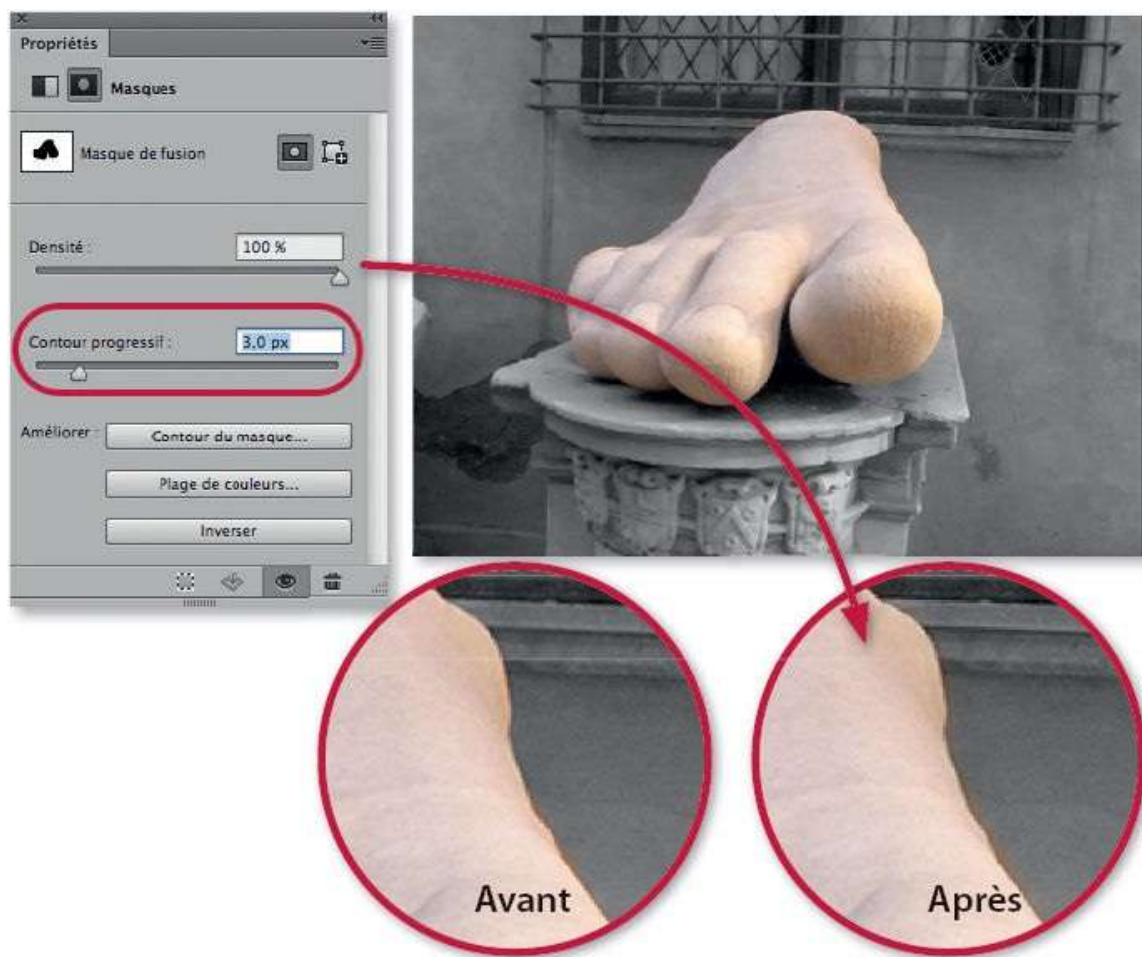 Propriétés
Masques
Masque de fusion
Densité :
100 %
Contour progressif :
3,0 px
Améliorer :
Contour du masque...
Plage de couleurs...
Inverser
Avant
Après